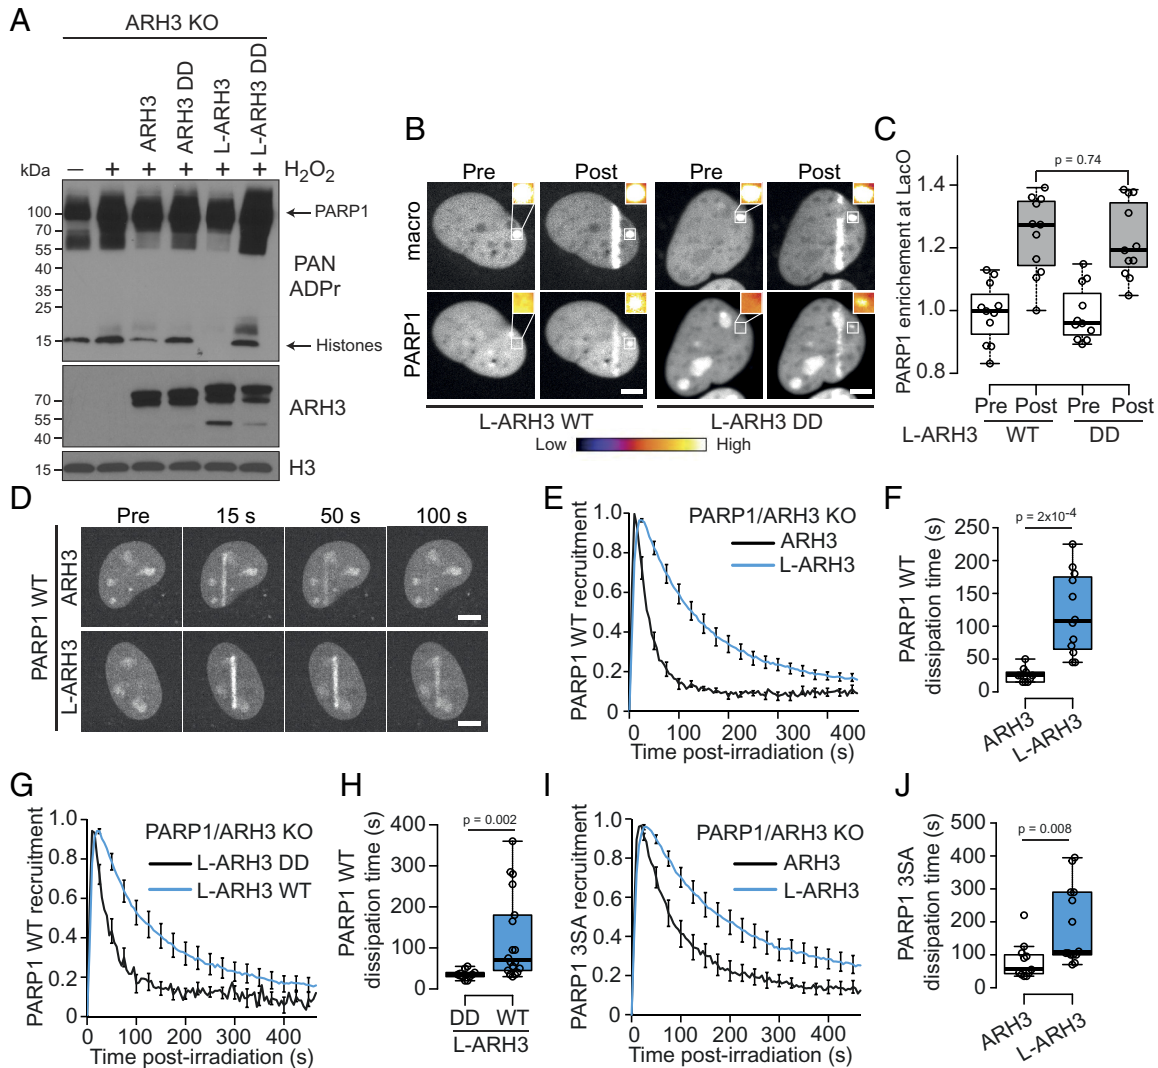 A
ARH3 KO
ARH3
ARH3 DD
L-ARH3
L-ARH3 DD
kDa
— + + + + + H2O2
100
70
55
40
35
25
15
PARP1
PAN
ADPr
Histones
70
55
40
ARH3
15
H3
B
Pre Post Pre Post
macro
PARP1
L-ARH3 WT L-ARH3 DD
Low High
C
PARP1 enrichement at LacO
p = 0.74
1.4
1.2
1.0
0.8
Pre Post Pre Post
L-ARH3 WT DD
D
Pre 15 s 50 s 100 s
PARP1 WT
ARH3
L-ARH3
E
PARP1 WT recruitment
1.0
0.8
0.6
0.4
0.2
0
PARP1/ARH3 KO
ARH3
L-ARH3
0 100 200 300 400
Time post-irradiation (s)
F
PARP1 WT
dissipation time (s)
p = 2x10-4
250
200
150
100
50
0
ARH3
L-ARH3
G
PARP1 WT recruitment
1.0
0.8
0.6
0.4
0.2
0
PARP1/ARH3 KO
L-ARH3 DD
L-ARH3 WT
0 100 200 300 400
Time post-irradiation (s)
H
PARP1 WT
dissipation time (s)
p = 0.002
400
300
200
100
0
DD WT
L-ARH3
I
PARP1 3SA recruitment
1.0
0.8
0.6
0.4
0.2
0
PARP1/ARH3 KO
ARH3
L-ARH3
0 100 200 300 400
Time post-irradiation (s)
J
PARP1 3SA
dissipation time (s)
p = 0.008
500
400
300
200
100
0
ARH3
L-ARH3